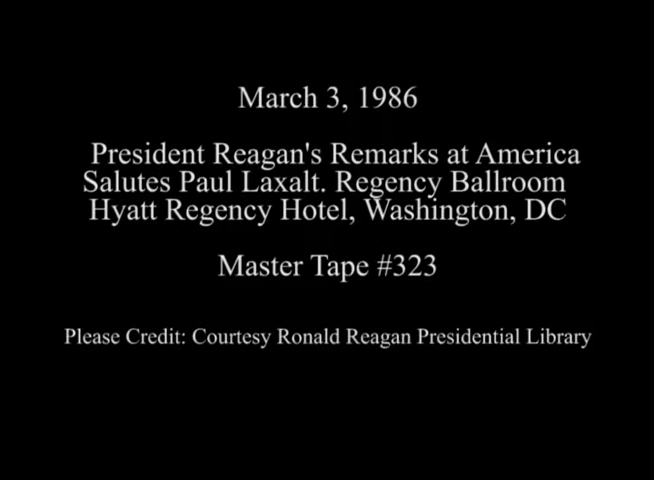 March 3, 1986
President Reagan's Remarks at America
Salutes Paul Laxalt. Regency Ballroom
Hyatt Regency Hotel, Washington, DC
Master Tape #323
Please Credit: Courtesy Ronald Reagan Presidential Library